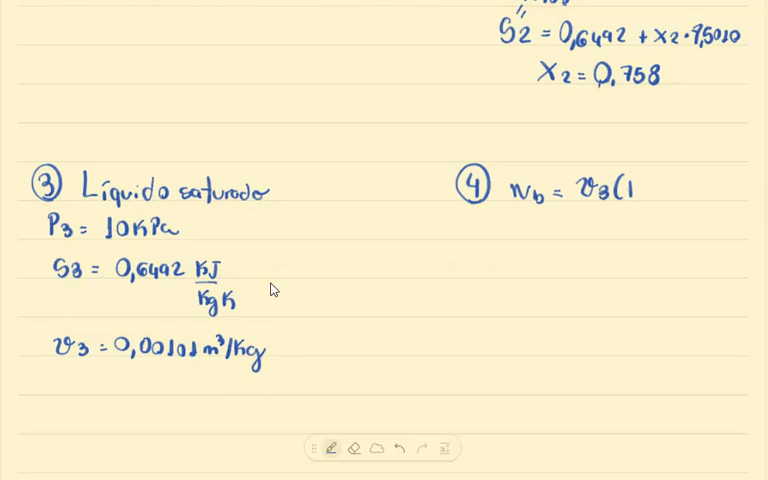 S2 = 0,6492 + x2.7,5010
X2 = 0,758
③ Líquido saturado
P3 = 10KPa
S3 = 0,6492 KJ/KgK
v3 = 0,00101 m³/Kg
④ Wb = v3(1